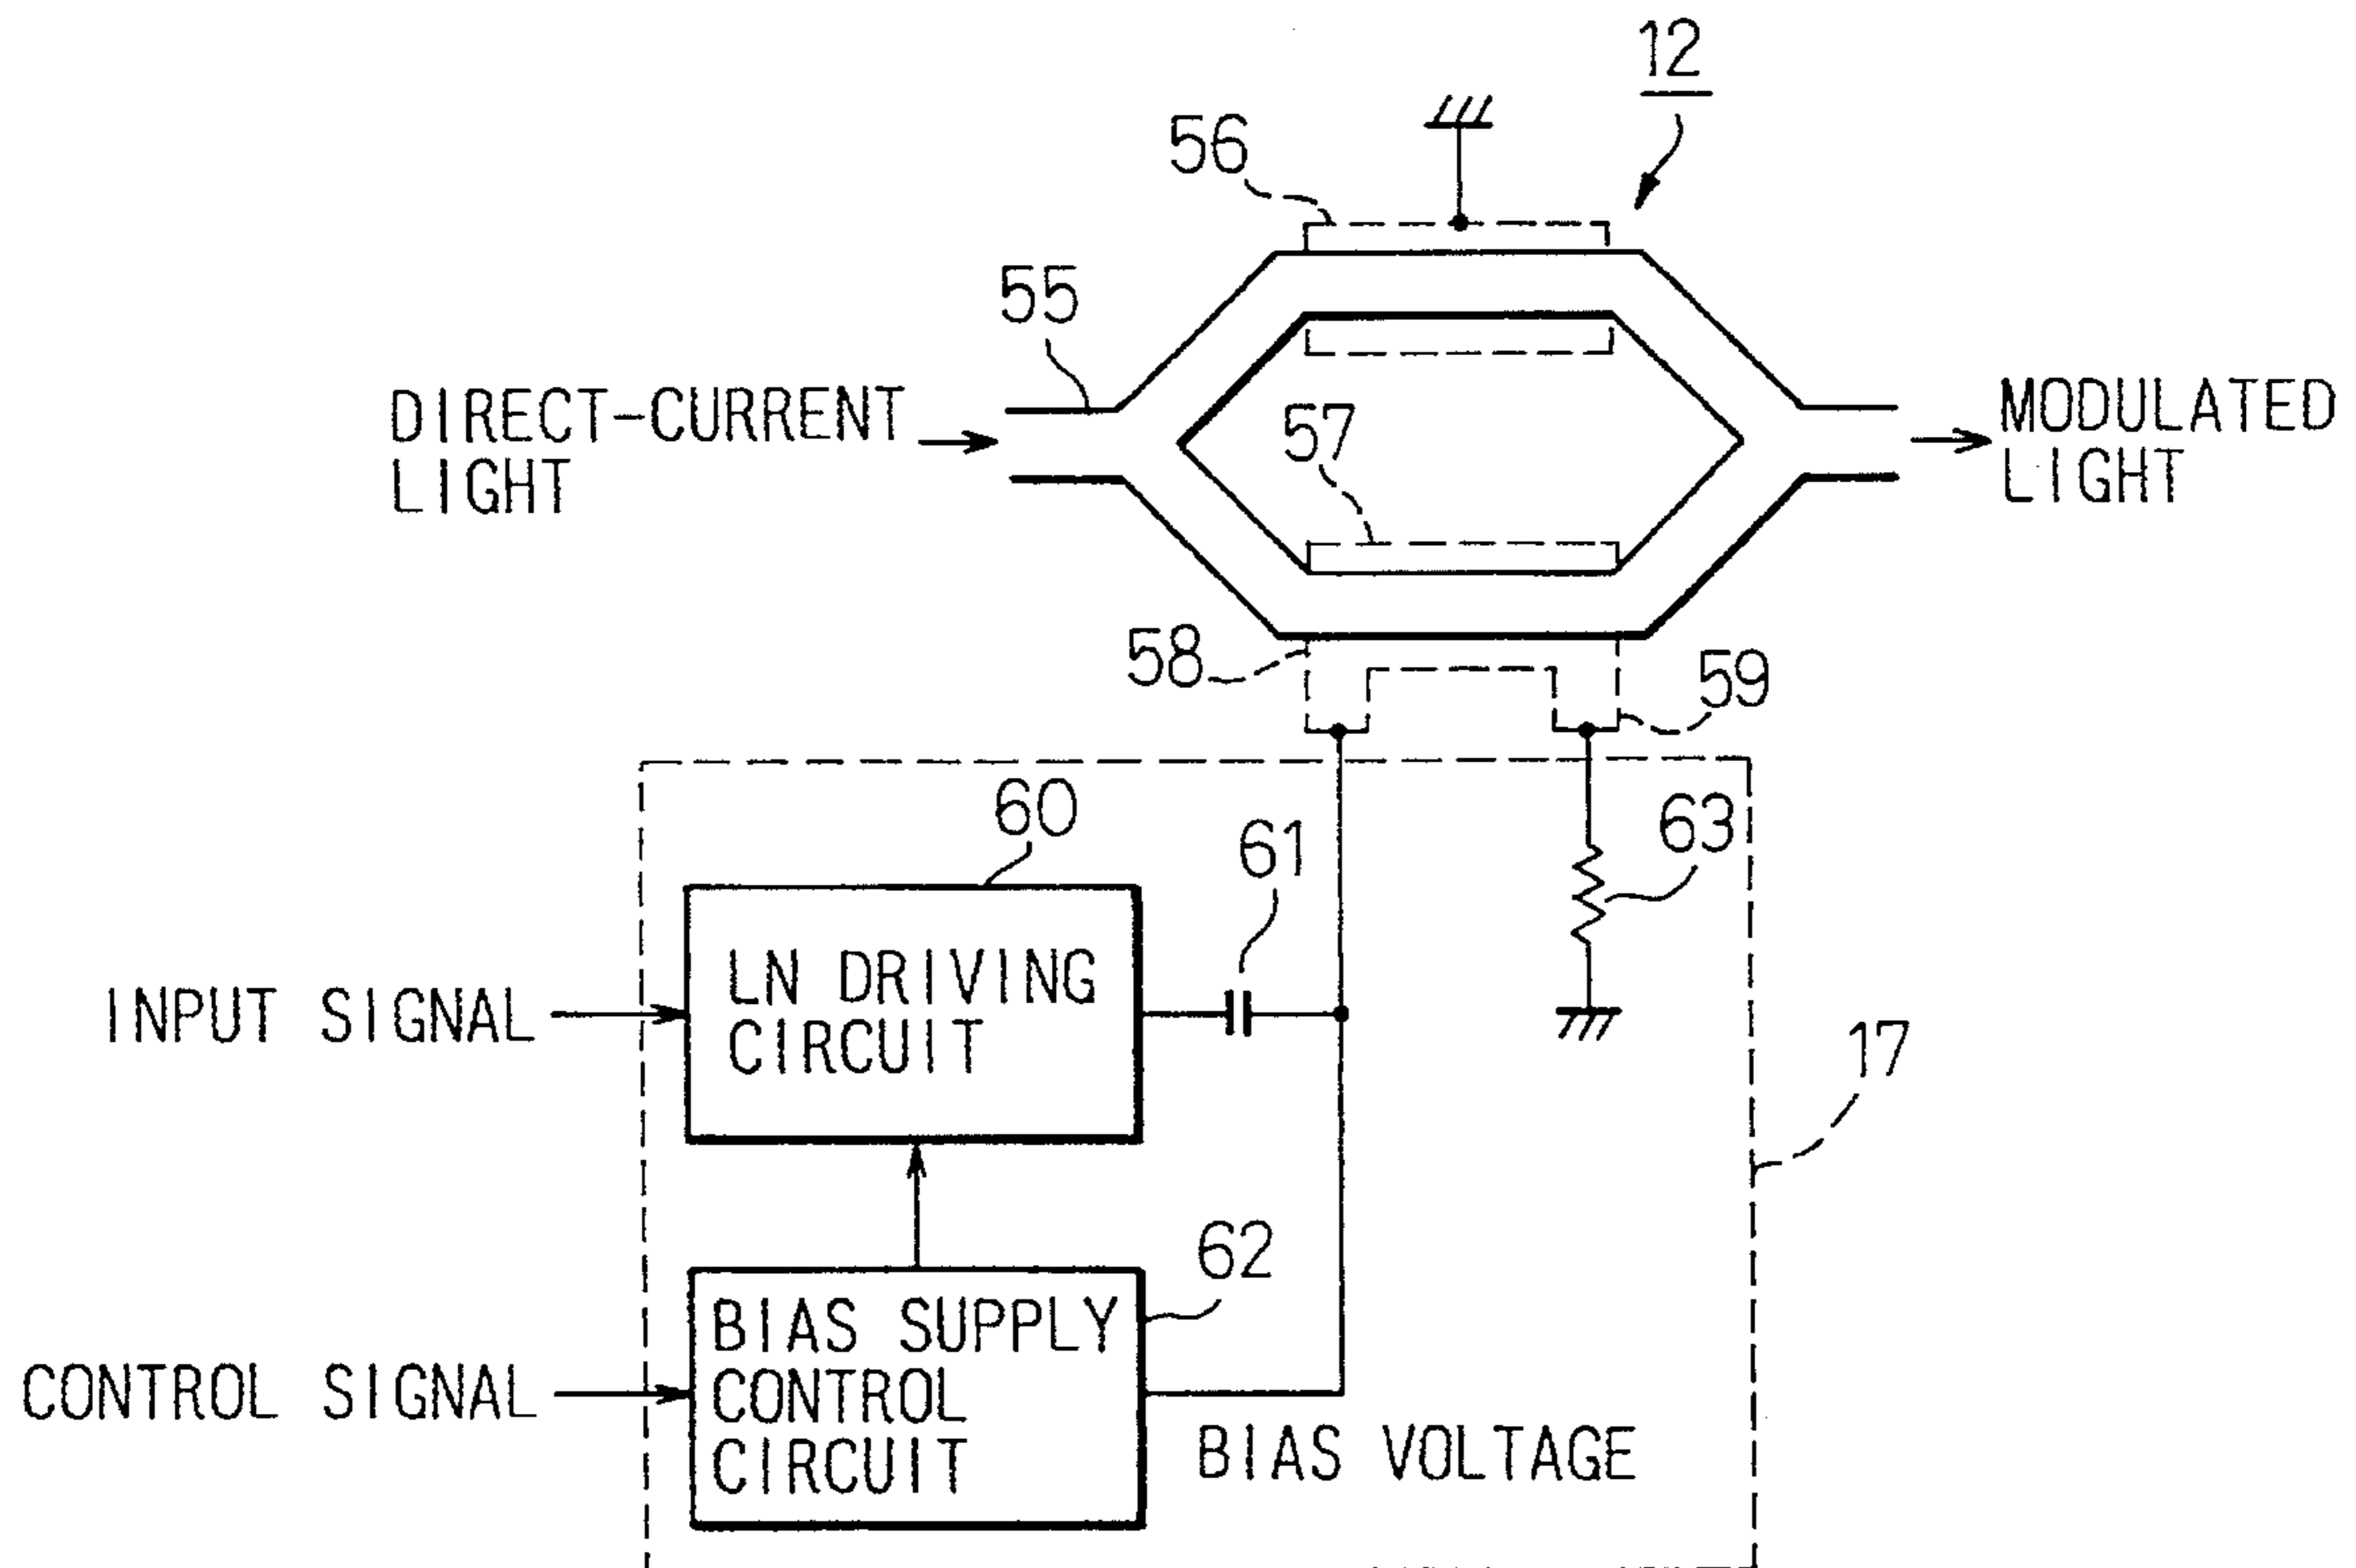 12
56
55
DIRECT-CURRENT
LIGHT
57
MODULATED
LIGHT
58
59
60
61
63
LN DRIVING
CIRCUIT
INPUT SIGNAL
17
62
BIAS SUPPLY
CONTROL
CIRCUIT
CONTROL SIGNAL
BIAS VOLTAGE